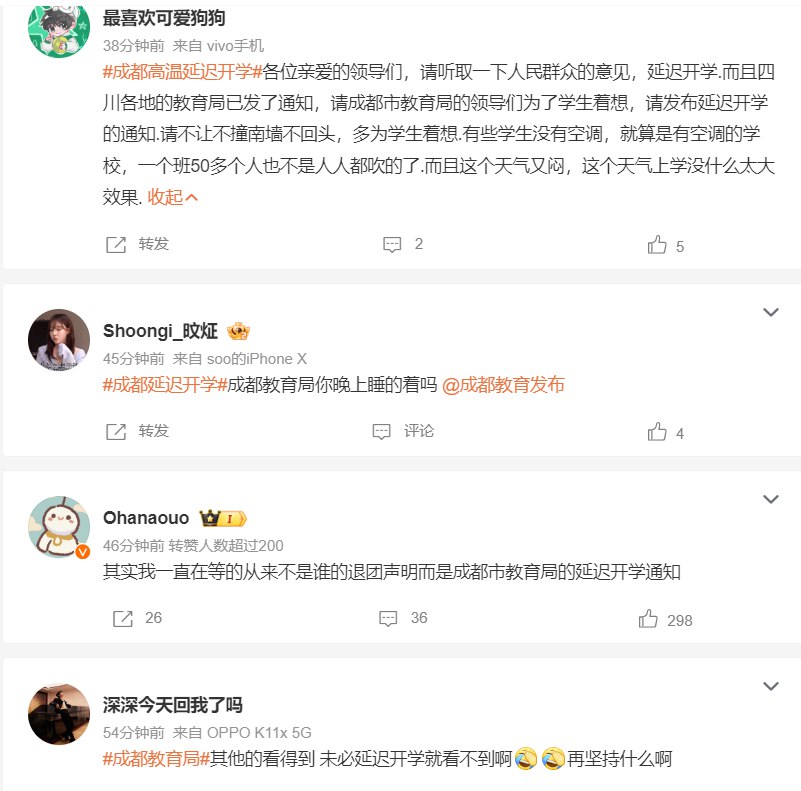 最喜欢可爱狗狗
38分钟前 来自 vivo手机
#成都高温延迟开学#各位亲爱的领导们，请听取一下人民群众的意见，延迟开学.而且四
川各地的教育局已发了通知，请成都市教育局的领导们为了学生着想，请发布延迟开学
的通知.请不让不撞南墙不回头，多为学生着想.有些学生没有空调，就算是有空调的学
校，一个班50多个人也不是人人都吹的了.而且这个天气又闷，这个天气上学没什么太大
效果. 收起
转发 2 5
Shoongi_旼炡
45分钟前 来自 soo的iPhone X
#成都延迟开学#成都教育局你晚上睡的着吗 @成都教育发布
转发 评论 4
Ohanaouo I
46分钟前 转赞人数超过200
其实我一直在等的从来不是谁的退团声明而是成都市教育局的延迟开学通知
26 36 298
深深今天回我了吗
54分钟前 来自 OPPO K11x 5G
#成都教育局#其他的看得到 未必延迟开学就看不到啊再坚持什么啊